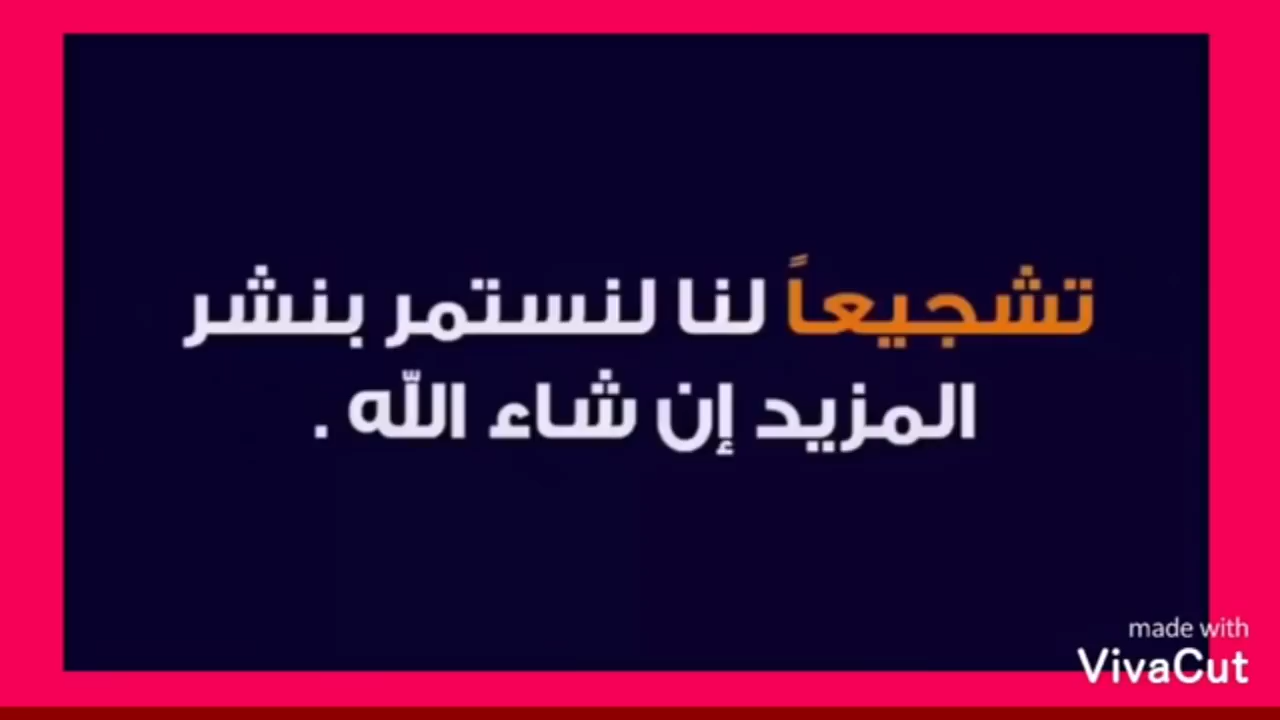 تشجيعاً لنا لنستمر بنشر
المزيد إن شاء اللّه .
made with
VivaCut